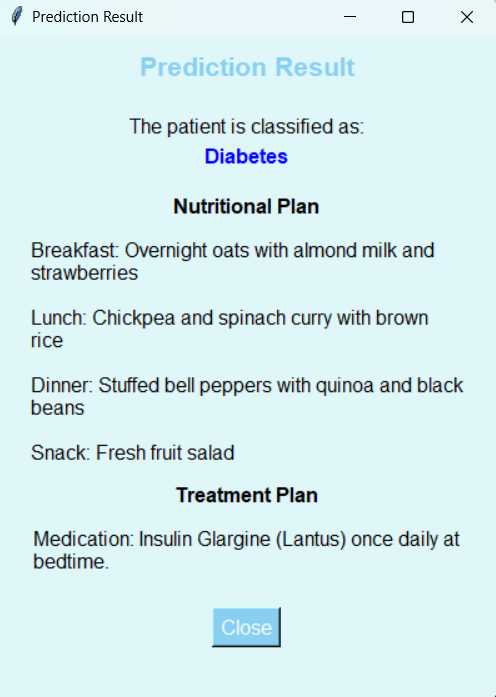 Prediction Result
Prediction Result
The patient is classified as:
Diabetes
Nutritional Plan
Breakfast: Overnight oats with almond milk and
strawberries
Lunch: Chickpea and spinach curry with brown
rice
Dinner: Stuffed bell peppers with quinoa and black
beans
Snack: Fresh fruit salad
Treatment Plan
Medication: Insulin Glargine (Lantus) once daily at
bedtime.
Close